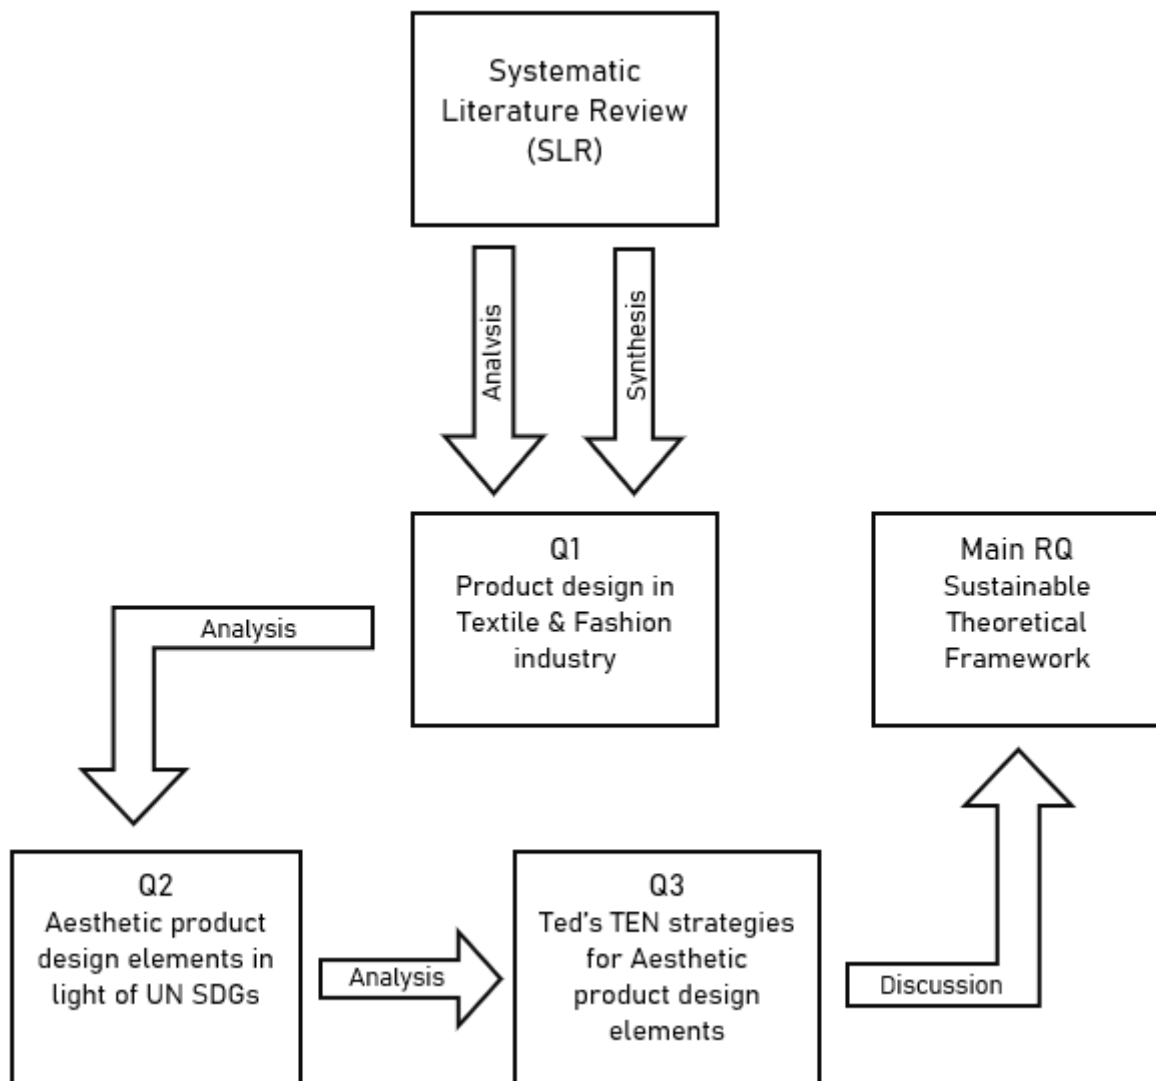 Systematic
Literature Review
(SLR)
Analysis
Synthesis
Q1
Product design in
Textile & Fashion
industry
Main RQ
Sustainable
Theoretical
Framework
Analysis
Q2
Aesthetic product
design elements in
light of UN SDGs
Analysis
Q3
Ted's TEN strategies
for Aesthetic
product design
elements
Discussion